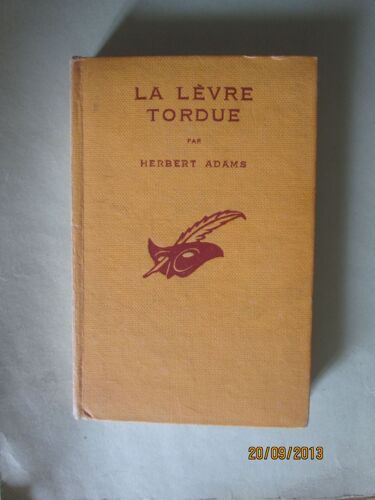 LA LÈVRE
TORDUE
PAR
HERBERT ADAMS
20/09/2013